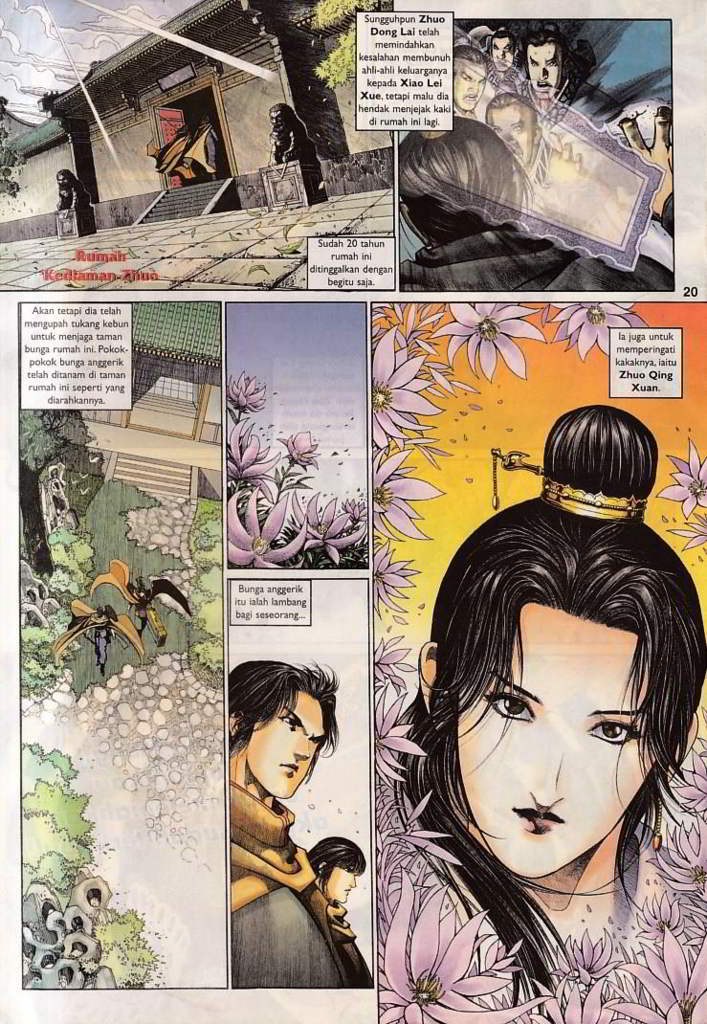 Sungguhpun Zhuo
Dong Lai telah
memindahkan
kesalahan membunuh
ahli-ahli keluarganya
kepada Xiao Lei
Xue, tetapi malu dia
hendak menjejak kaki
di rumah ini lagi.
Rumah
Kediaman Zhuo
Sudah 20 tahun
rumah ini
ditinggalkan dengan
begitu saja.
20
Akan tetapi dia telah
mengupah tukang kebun
untuk menjaga taman
bunga rumah ini. Pokok-
pokok bunga anggerik
telah ditanam di taman
rumah ini seperti yang
diarahkannya.
Bunga anggerik
itu ialah lambang
bagi seseorang...
Ia juga untuk
memperingati
kakaknya, iaitu
Zhuo Qing
Xuan.